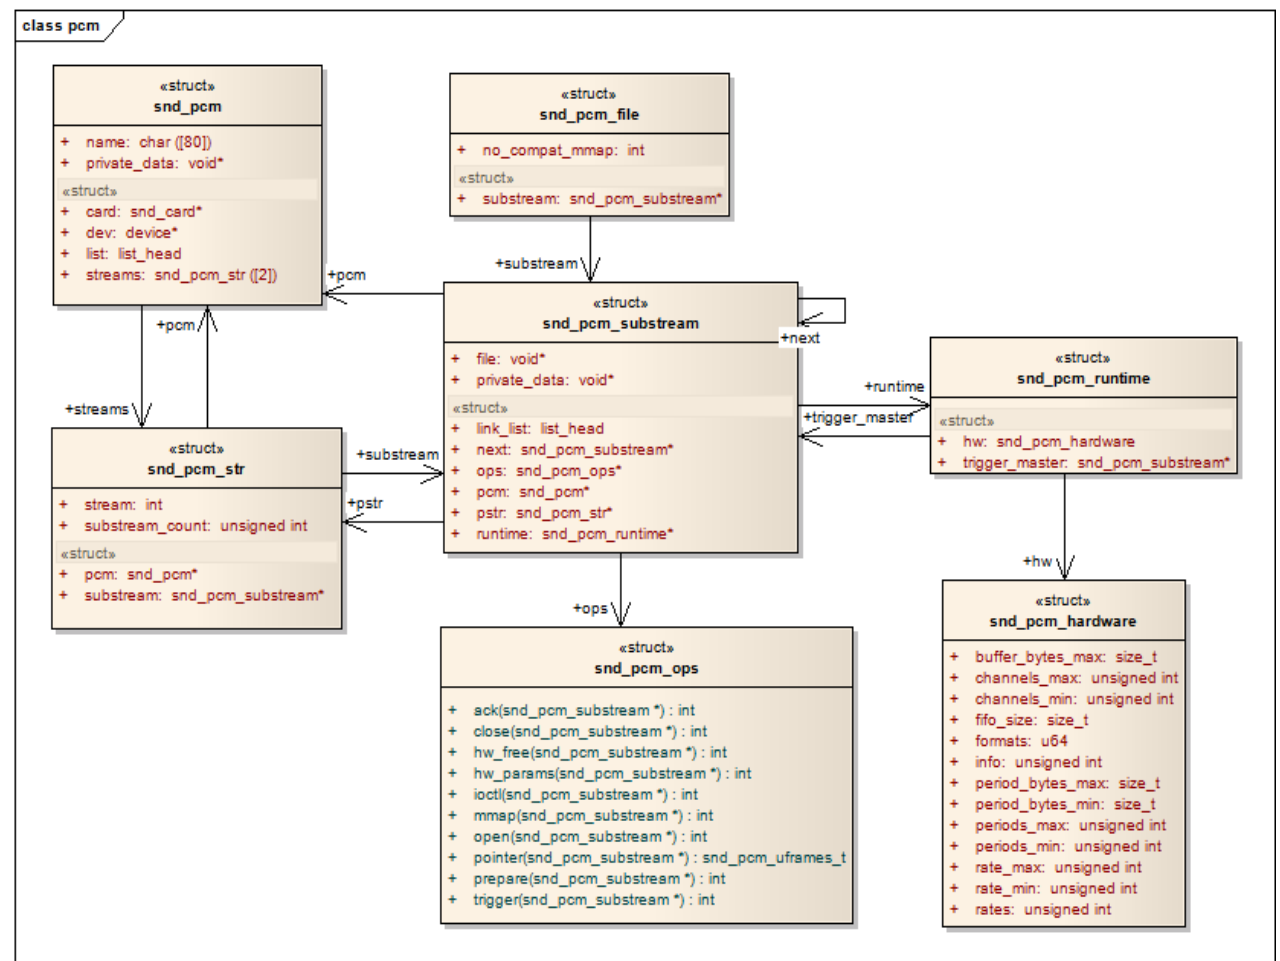 class pcm
«struct»
snd_pcm
+ name: char ([80])
+ private_data: void*
«struct»
+ card: snd_card*
+ dev: device*
+ list: list_head
+ streams: snd_pcm_str ([2])
«struct»
snd_pcm_file
+ no_compat_mmap: int
«struct»
+ substream: snd_pcm_substream*
+substream
+pcm
+pcm
+streams
«struct»
snd_pcm_substream
+ file: void*
+ private_data: void*
«struct»
+ link_list: list_head
+ next: snd_pcm_substream*
+ ops: snd_pcm_ops*
+ pcm: snd_pcm*
+ pstr: snd_pcm_str*
+ runtime: snd_pcm_runtime*
+next
+runtime
+trigger_master
«struct»
snd_pcm_runtime
«struct»
+ hw: snd_pcm_hardware
+ trigger_master: snd_pcm_substream*
«struct»
snd_pcm_str
+ stream: int
+ substream_count: unsigned int
«struct»
+ pcm: snd_pcm*
+ substream: snd_pcm_substream*
+substream
+pstr
+ops
+hw
«struct»
snd_pcm_ops
+ ack(snd_pcm_substream *) : int
+ close(snd_pcm_substream *) : int
+ hw_free(snd_pcm_substream *) : int
+ hw_params(snd_pcm_substream *) : int
+ ioctl(snd_pcm_substream *) : int
+ mmap(snd_pcm_substream *) : int
+ open(snd_pcm_substream *) : int
+ pointer(snd_pcm_substream *) : snd_pcm_uframes_t
+ prepare(snd_pcm_substream *) : int
+ trigger(snd_pcm_substream *) : int
«struct»
snd_pcm_hardware
+ buffer_bytes_max: size_t
+ channels_max: unsigned int
+ channels_min: unsigned int
+ fifo_size: size_t
+ formats: u64
+ info: unsigned int
+ period_bytes_max: size_t
+ period_bytes_min: size_t
+ periods_max: unsigned int
+ periods_min: unsigned int
+ rate_max: unsigned int
+ rate_min: unsigned int
+ rates: unsigned int